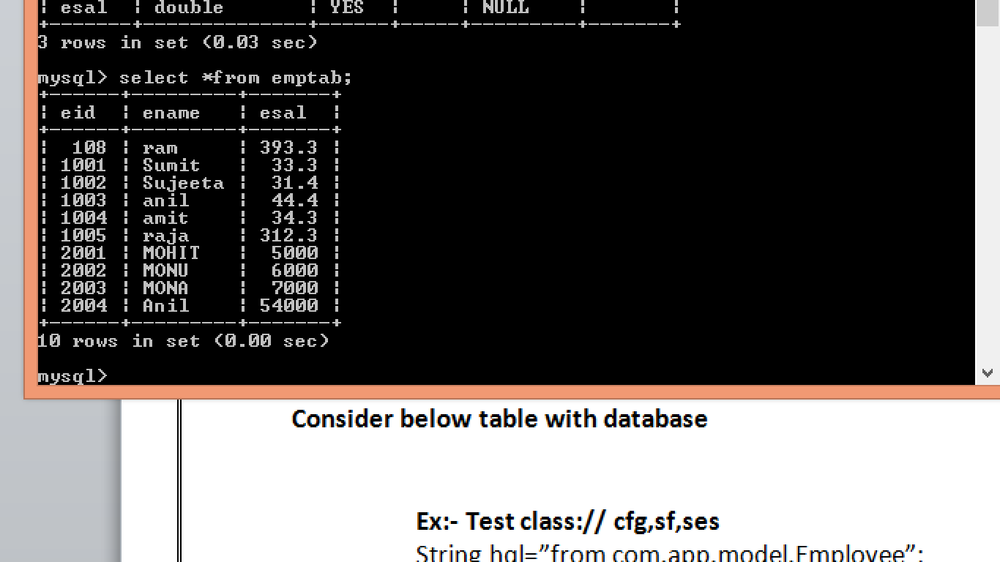 ¦ esal ¦ double ¦ YES ¦ ¦ NULL ¦ ¦
+-------+---------------+-------+-----+---------+-------+
3 rows in set (0.03 sec)
mysql> select *from emptab;
+------+---------+-------+
¦ eid ¦ ename ¦ esal ¦
+------+---------+-------+
¦ 108 ¦ ram ¦ 393.3 ¦
¦ 1001 ¦ Sumit ¦ 33.3 ¦
¦ 1002 ¦ Sujeeta ¦ 31.4 ¦
¦ 1003 ¦ anil ¦ 44.4 ¦
¦ 1004 ¦ amit ¦ 34.3 ¦
¦ 1005 ¦ raja ¦ 312.3 ¦
¦ 2001 ¦ MOHIT ¦ 5000 ¦
¦ 2002 ¦ MONU ¦ 6000 ¦
¦ 2003 ¦ MONA ¦ 7000 ¦
¦ 2004 ¦ Anil ¦ 54000 ¦
+------+---------+-------+
10 rows in set (0.00 sec)
mysql>
Consider below table with database
Ex:- Test class:// cfg,sf,ses
String hql=”from com.app.model.Employee”;